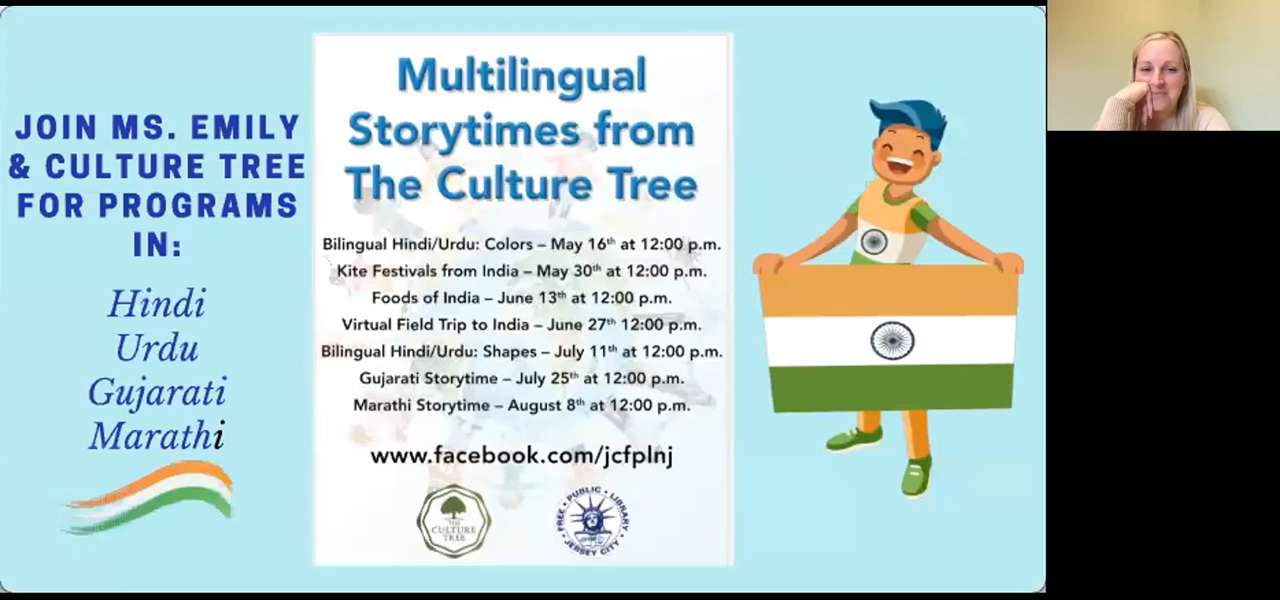 JOIN MS. EMILY
& CULTURE TREE
FOR PROGRAMS
IN:
Hindi
Urdu
Gujarati
Marathi
Multilingual
Storytimes from
The Culture Tree
Bilingual Hindi/Urdu: Colors – May 16th at 12:00 p.m.
Kite Festivals from India – May 30th at 12:00 p.m.
Foods of India – June 13th at 12:00 p.m.
Virtual Field Trip to India – June 27th 12:00 p.m.
Bilingual Hindi/Urdu: Shapes – July 11th at 12:00 p.m.
Gujarati Storytime – July 25th at 12:00 p.m.
Marathi Storytime – August 8th at 12:00 p.m.
www.facebook.com/jcfplnj
THE
CULTURE
TREE
FREE • PUBLIC • LIBRARY
• JERSEY CITY •